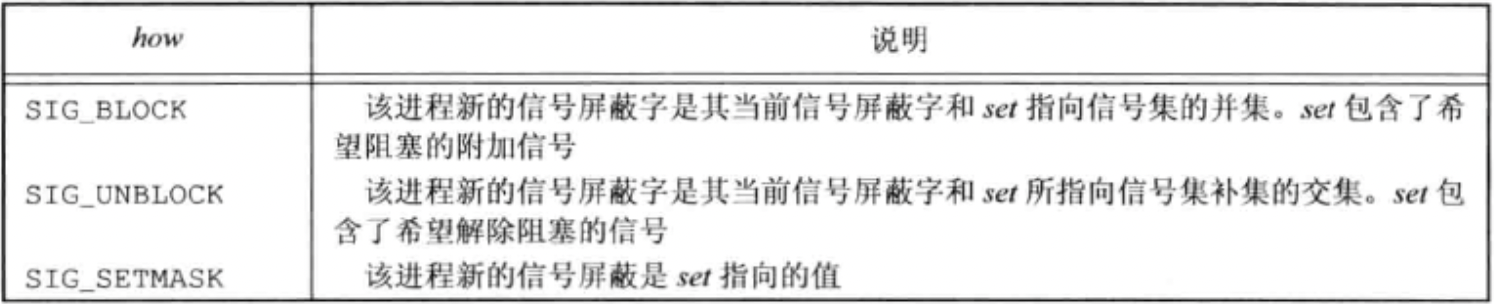 how 说明
SIG_BLOCK 该进程新的信号屏蔽字是其当前信号屏蔽字和 set 指向信号集的并集。set 包含了希
望阻塞的附加信号
SIG_UNBLOCK 该进程新的信号屏蔽字是其当前信号屏蔽字和 set 所指向信号集补集的交集。set 包
含了希望解除阻塞的信号
SIG_SETMASK 该进程新的信号屏蔽是 set 指向的值